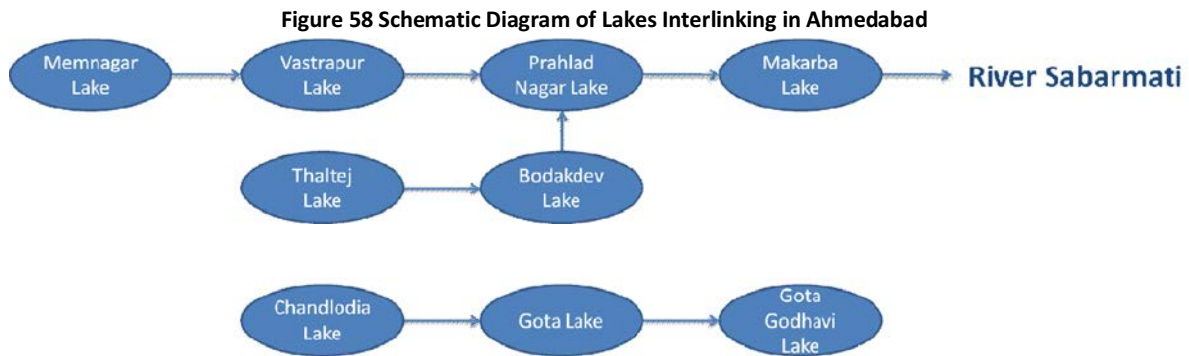 Figure 58 Schematic Diagram of Lakes Interlinking in Ahmedabad
Memnagar
Lake
Vastrapur
Lake
Prahlad
Nagar Lake
Makarba
Lake
River Sabarmati
Thaltej
Lake
Bodakdev
Lake
Chandlodia
Lake
Gota Lake
Gota
Godhavi
Lake